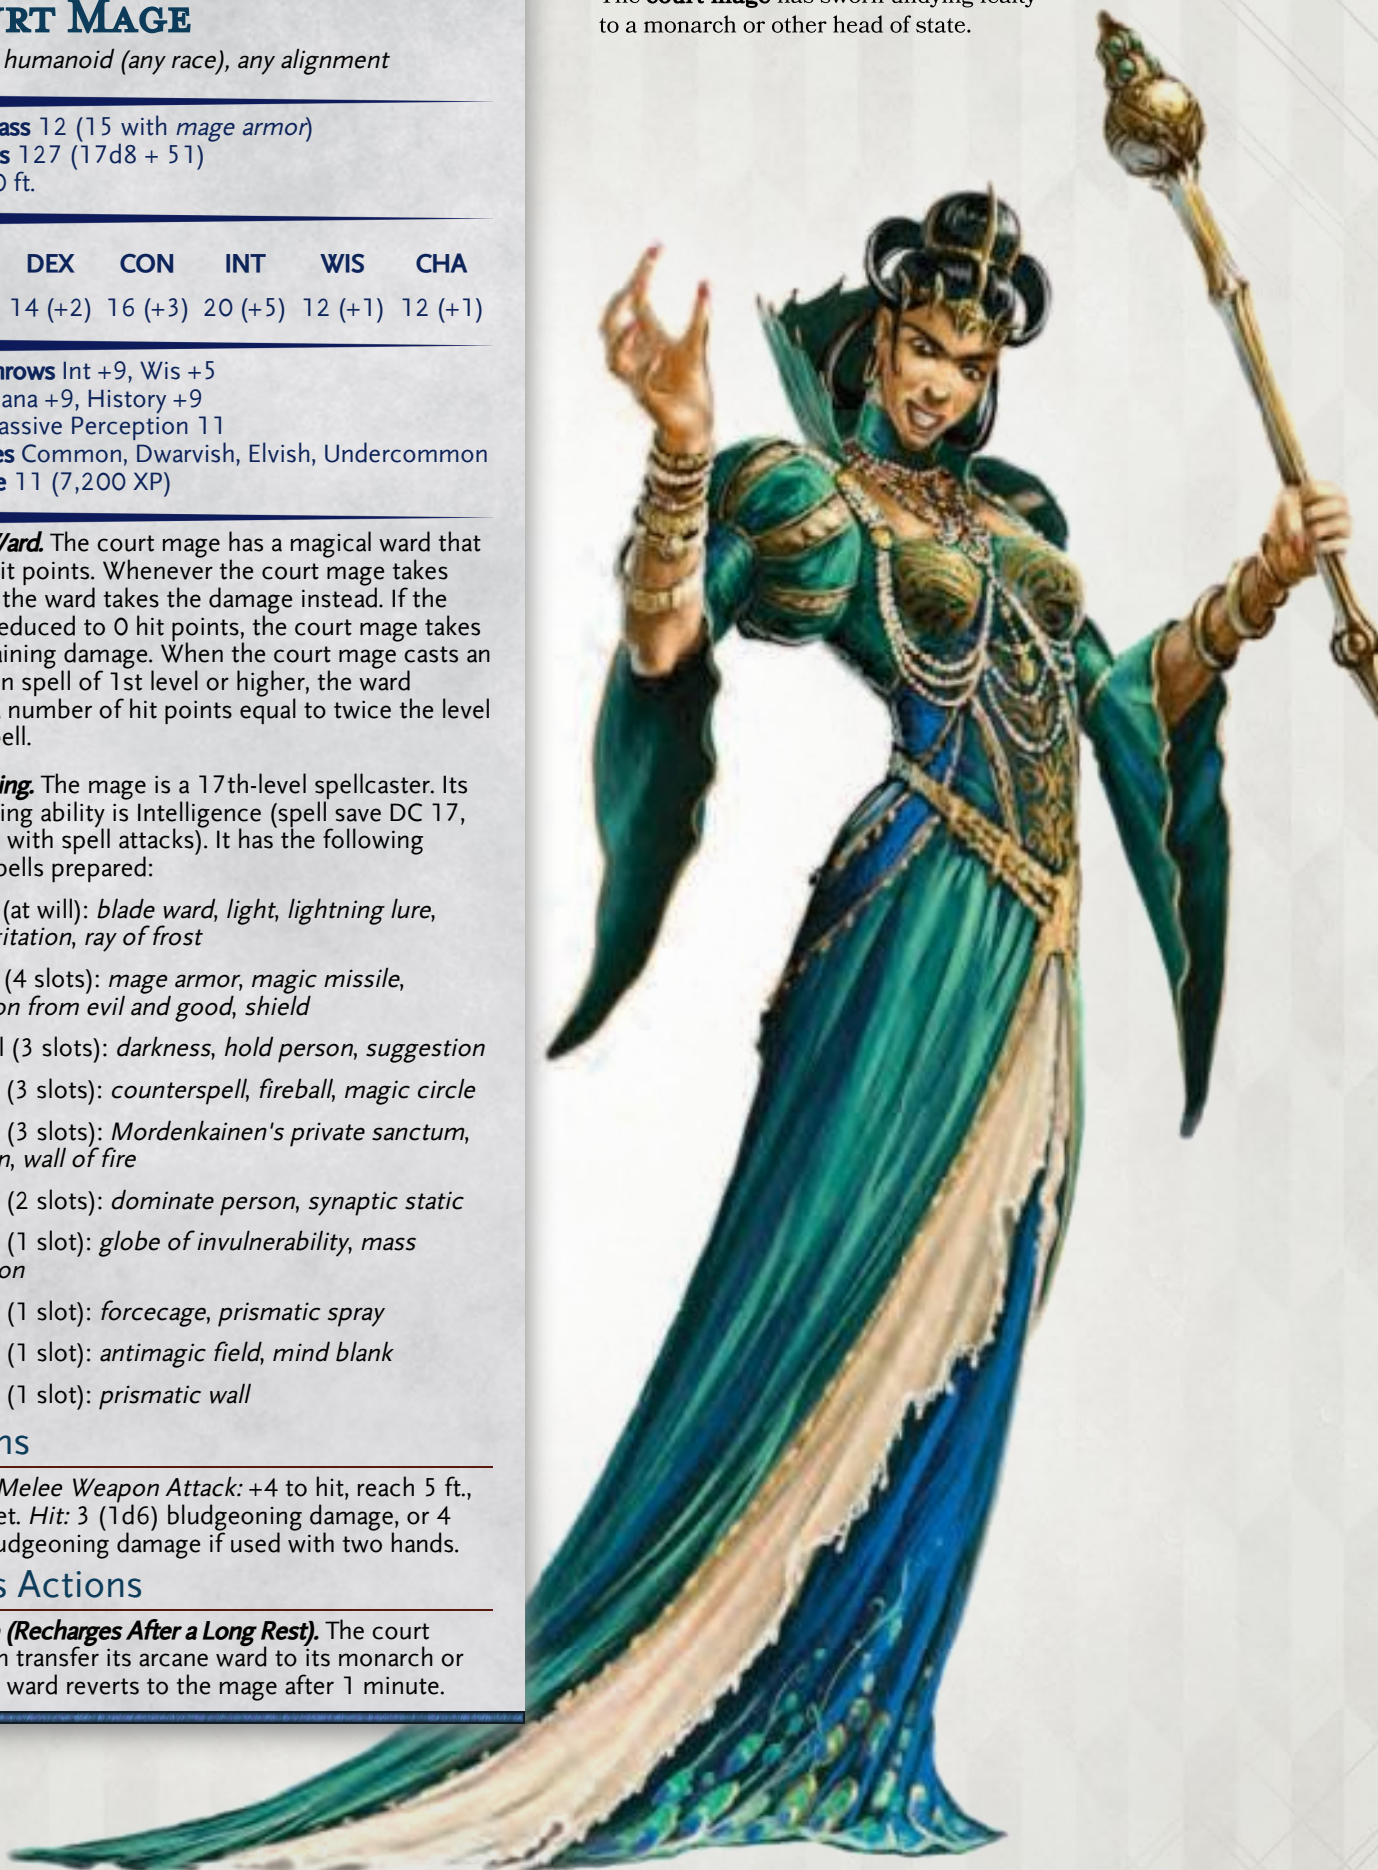 RT MAGE
humanoid (any race), any alignment
ass 12 (15 with mage armor)
s 127 (17d8 + 51)
0 ft.
DEX CON INT WIS CHA
14 (+2) 16 (+3) 20 (+5) 12 (+1) 12 (+1)
hrows Int +9, Wis +5
ana +9, History +9
assive Perception 11
es Common, Dwarvish, Elvish, Undercommon
e 11 (7,200 XP)
Ward. The court mage has a magical ward that
it points. Whenever the court mage takes
the ward takes the damage instead. If the
educed to 0 hit points, the court mage takes
aining damage. When the court mage casts an
n spell of 1st level or higher, the ward
number of hit points equal to twice the level
ell.
ing. The mage is a 17th-level spellcaster. Its
ing ability is Intelligence (spell save DC 17,
with spell attacks). It has the following
pells prepared:
(at will): blade ward, light, lightning lure,
itation, ray of frost
(4 slots): mage armor, magic missile,
on from evil and good, shield
l (3 slots): darkness, hold person, suggestion
(3 slots): counterspell, fireball, magic circle
(3 slots): Mordenkainen's private sanctum,
n, wall of fire
(2 slots): dominate person, synaptic static
(1 slot): globe of invulnerability, mass
on
(1 slot): forcecage, prismatic spray
(1 slot): antimagic field, mind blank
(1 slot): prismatic wall
ns
Melee Weapon Attack: +4 to hit, reach 5 ft.,
et. Hit: 3 (1d6) bludgeoning damage, or 4
udgeoning damage if used with two hands.
s Actions
(Recharges After a Long Rest). The court
n transfer its arcane ward to its monarch or
ward reverts to the mage after 1 minute.
The court mage has sworn undying fealty
to a monarch or other head of state.